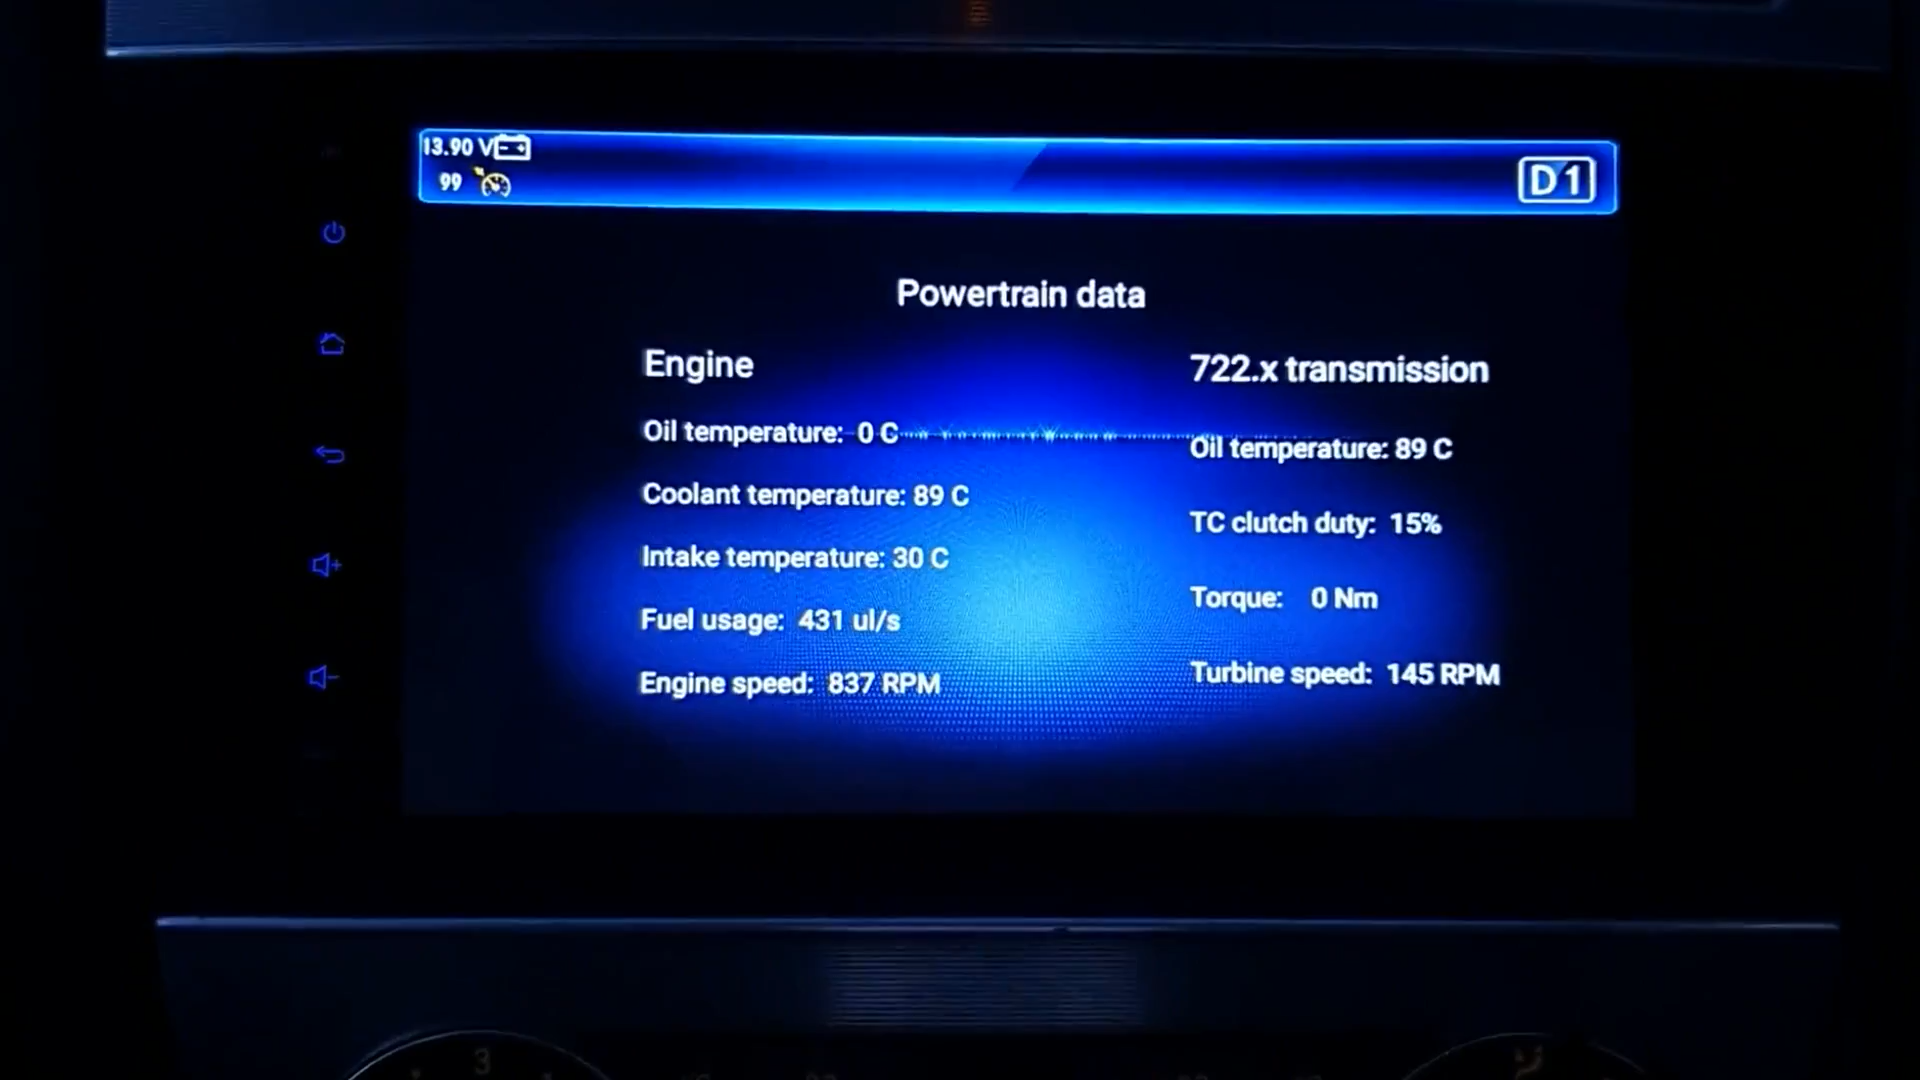 13.90 V
99
D1
Powertrain data
Engine
Oil temperature: 0 C
Coolant temperature: 89 C
Intake temperature: 30 C
Fuel usage: 431 ul/s
Engine speed: 837 RPM
722.x transmission
Oil temperature: 89 C
TC clutch duty: 15%
Torque: 0 Nm
Turbine speed: 145 RPM
3